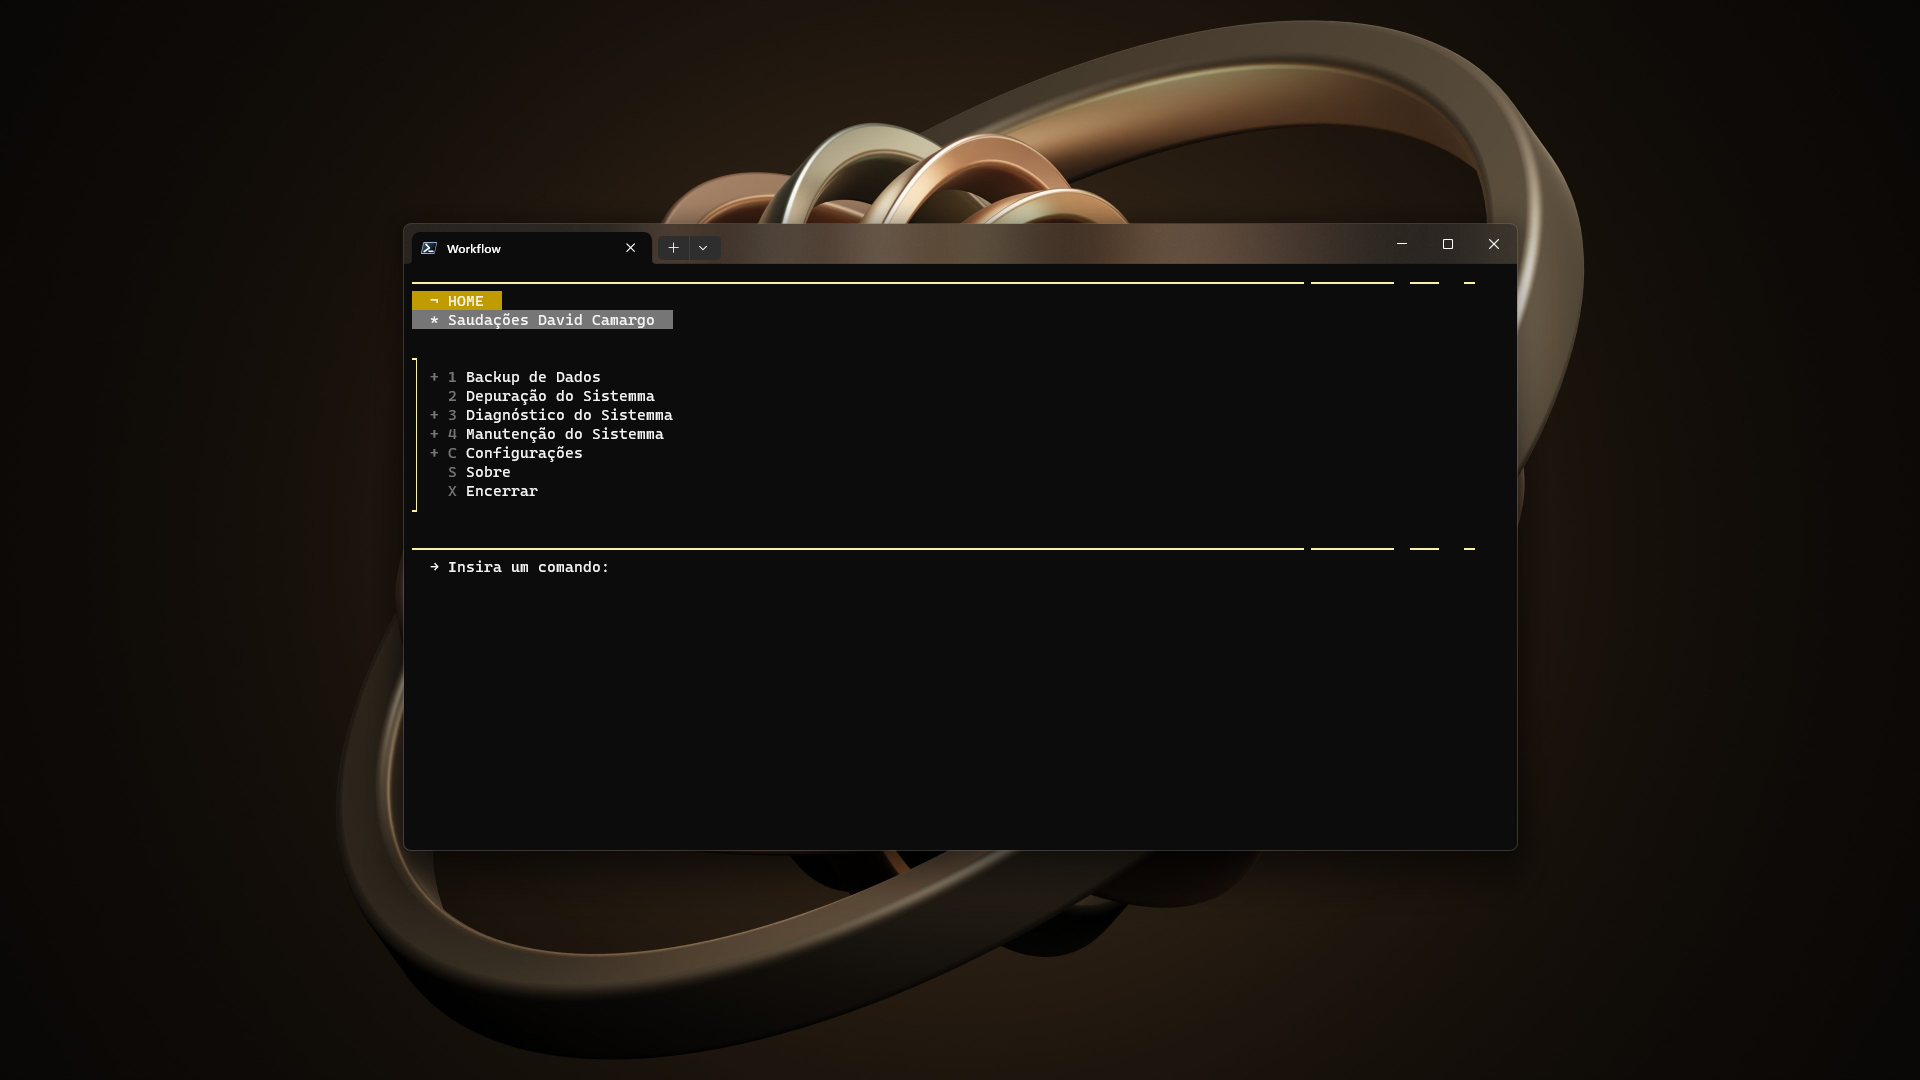 Workflow
¬ HOME
* Saudações David Camargo
+ 1 Backup de Dados
2 Depuração do Sistemma
+ 3 Diagnóstico do Sistemma
+ 4 Manutenção do Sistemma
+ C Configurações
S Sobre
X Encerrar
→ Insira um comando: